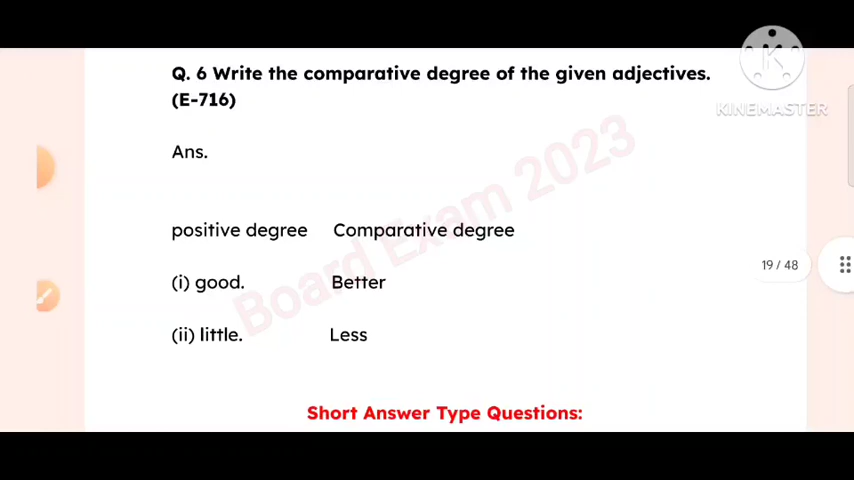 Q. 6 Write the comparative degree of the given adjectives.
(E-716)
KINEMASTER
Ans.
Board Exam 2023
positive degree Comparative degree
19 / 48
(i) good. Better
(ii) little. Less
Short Answer Type Questions: